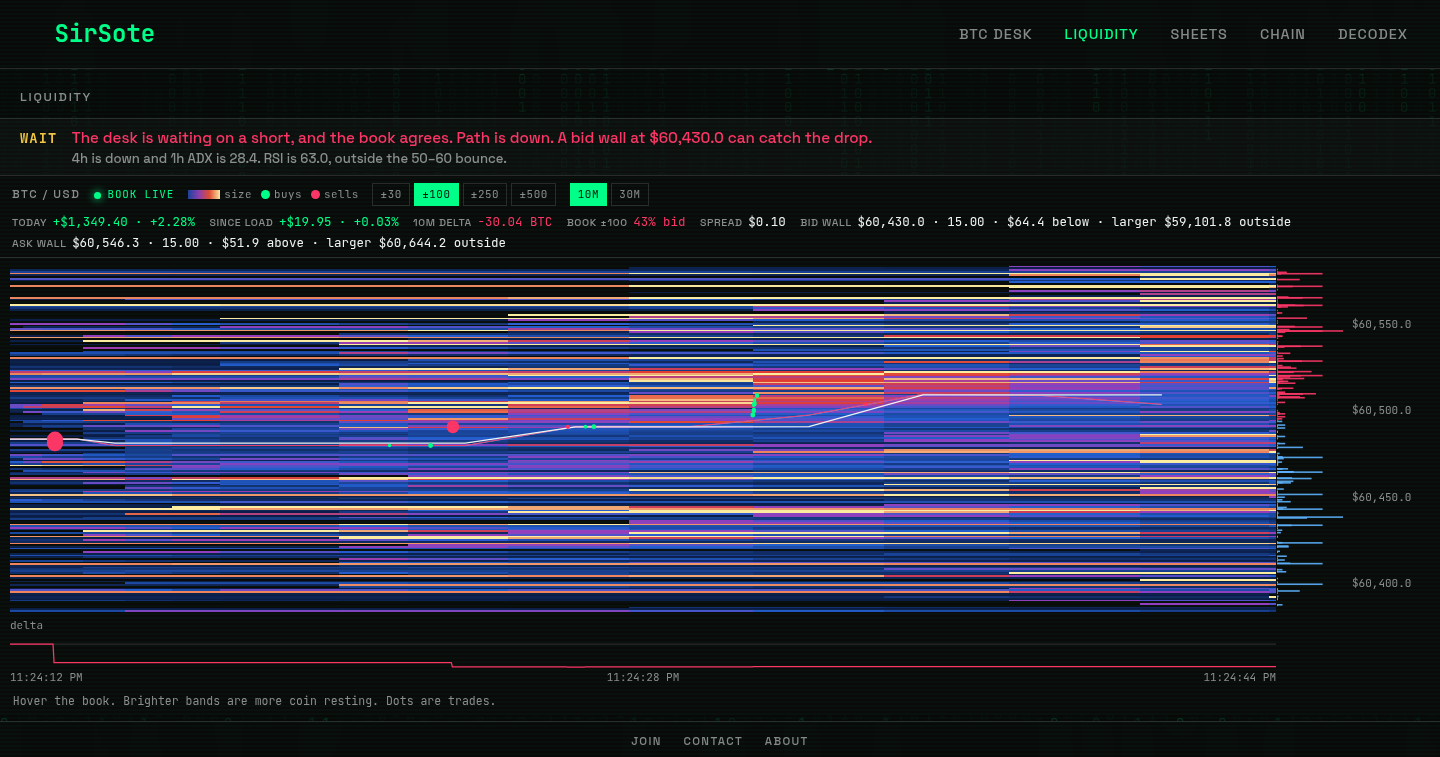 SirSote
BTC DESK LIQUIDITY SHEETS CHAIN DECODEX
LIQUIDITY
WAIT The desk is waiting on a short, and the book agrees. Path is down. A bid wall at $60,430.0 can catch the drop.
4h is down and 1h ADX is 28.4. RSI is 63.0, outside the 50–60 bounce.
BTC / USD BOOK LIVE size buys sells ±30 ±100 ±250 ±500 10M 30M
TODAY +$1,349.40 · +2.28% SINCE LOAD +$19.95 · +0.03% 10M DELTA -30.04 BTC BOOK ±100 43% bid SPREAD $0.10 BID WALL $60,430.0 · 15.00 · $64.4 below · larger $59,101.8 outside
ASK WALL $60,546.3 · 15.00 · $51.9 above · larger $60,644.2 outside
$60,550.0
$60,500.0
$60,450.0
$60,400.0
delta
11:24:12 PM 11:24:28 PM 11:24:44 PM
Hover the book. Brighter bands are more coin resting. Dots are trades.
JOIN CONTACT ABOUT